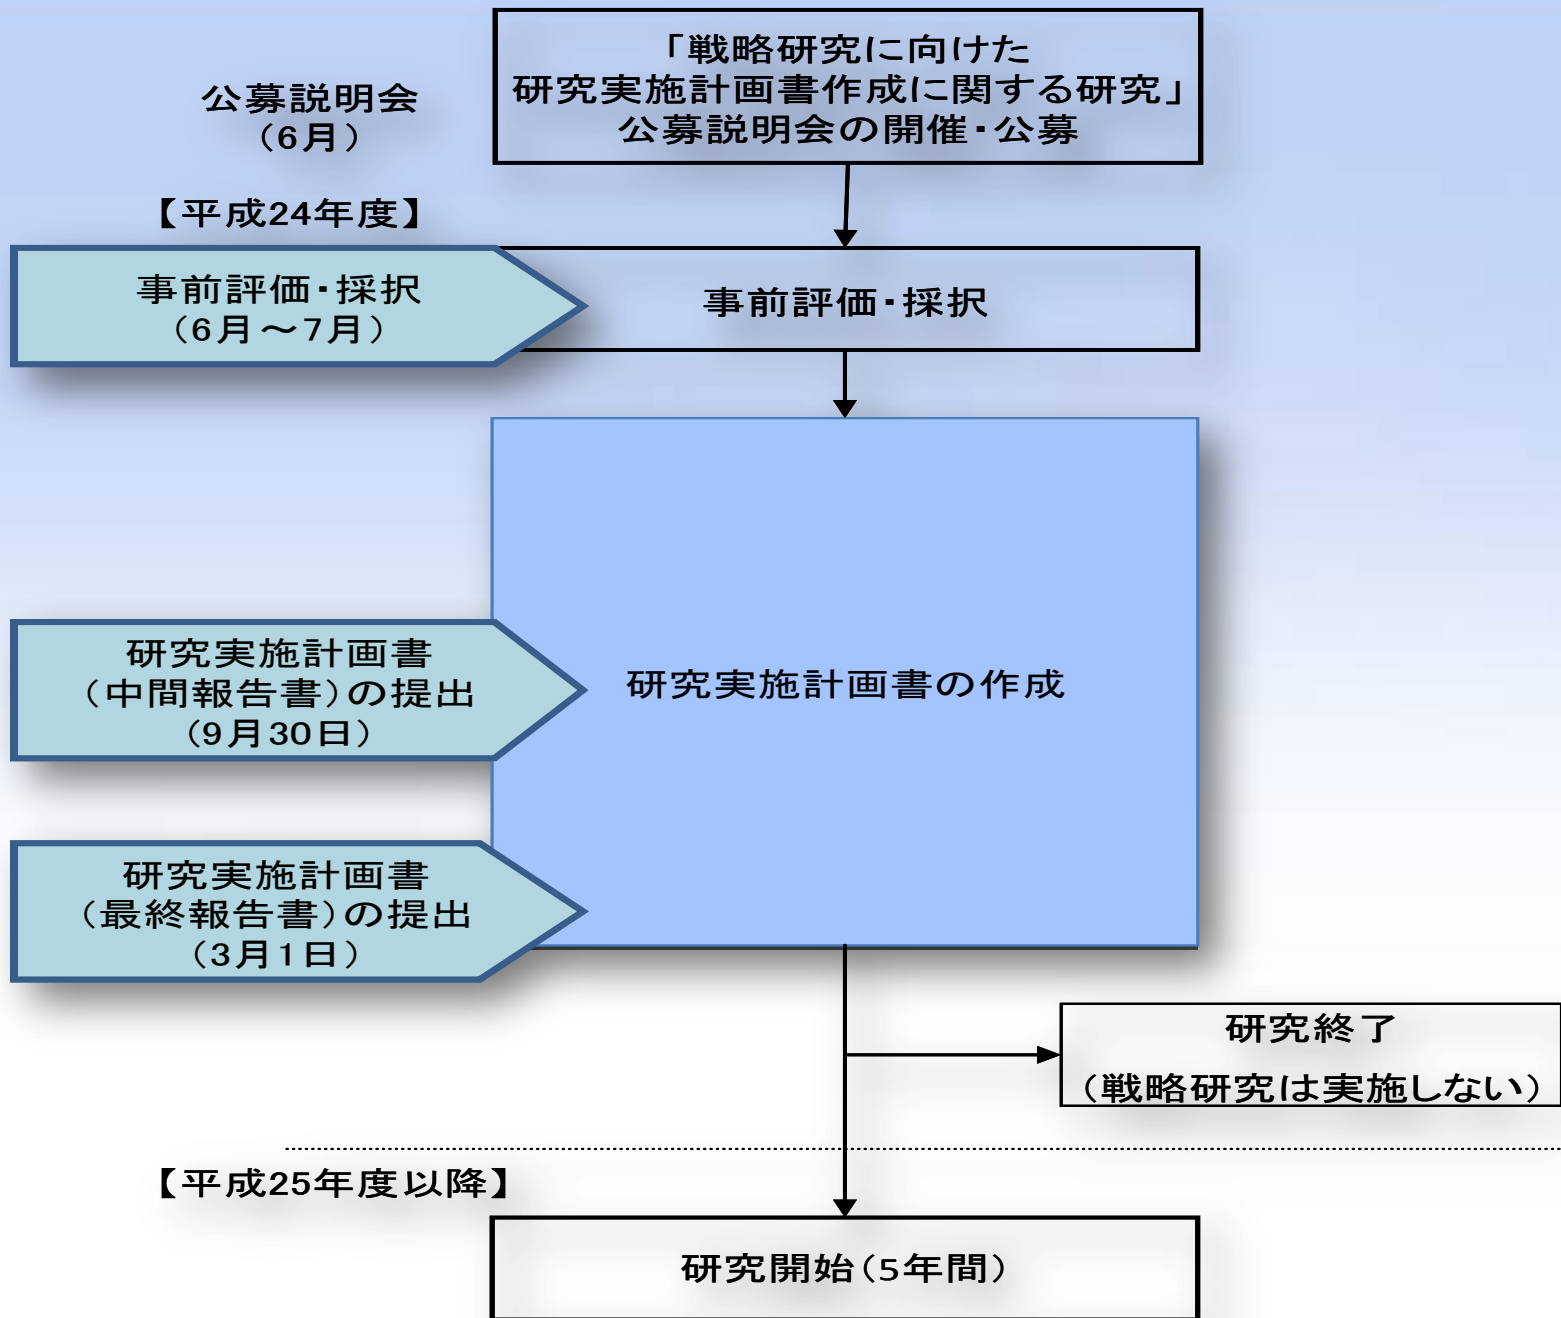 「戦略研究に向けた
研究実施計画書作成に関する研究」
公募説明会の開催・公募
公募説明会
（6月）
【平成24年度】
事前評価・採択
（6月～7月）
事前評価・採択
研究実施計画書
（中間報告書）の提出
（9月30日）
研究実施計画書の作成
研究実施計画書
（最終報告書）の提出
（3月1日）
研究終了
（戦略研究は実施しない）
【平成25年度以降】
研究開始（5年間）